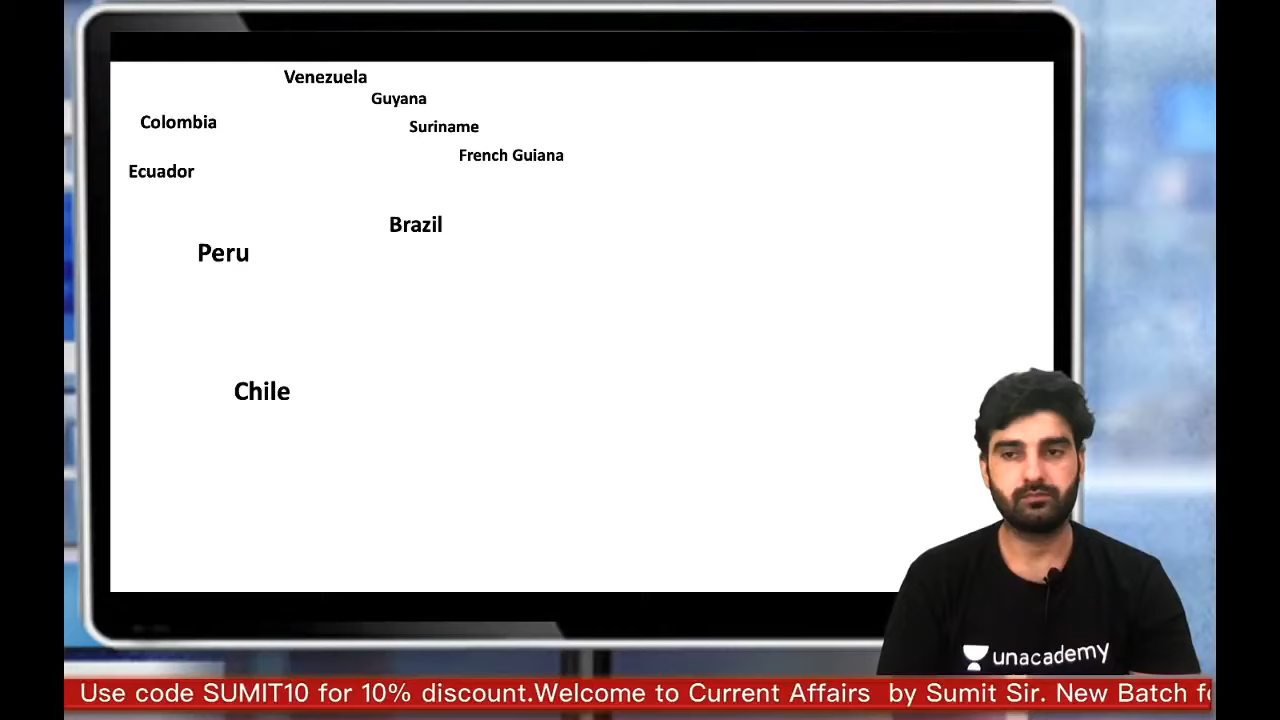 Venezuela
Guyana
Colombia
Suriname
French Guiana
Ecuador
Brazil
Peru
Chile
unacademy
Use code SUMIT10 for 10% discount.Welcome to Current Affairs by Sumit Sir. New Batch